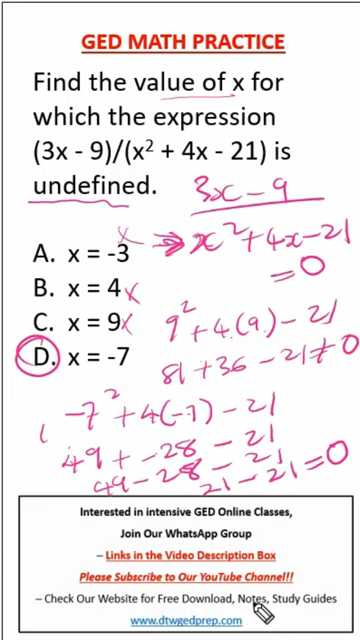 GED MATH PRACTICE
Find the value of x for
which the expression
(3x - 9)/(x² + 4x - 21) is
undefined.
3x - 9
x² + 4x - 21
= 0
A. x = -3 x
B. x = 4 x
C. x = 9 x
D. x = -7
9² + 4(9) - 21
81 + 36 - 21 ≠ 0
-7² + 4(-7) - 21
49 + -28 - 21
49 - 28 - 21
21 - 21 = 0
Interested in intensive GED Online Classes,
Join Our WhatsApp Group
– Links in the Video Description Box
Please Subscribe to Our YouTube Channel!!!
– Check Our Website for Free Download, Notes, Study Guides
www.dtwgedprep.com